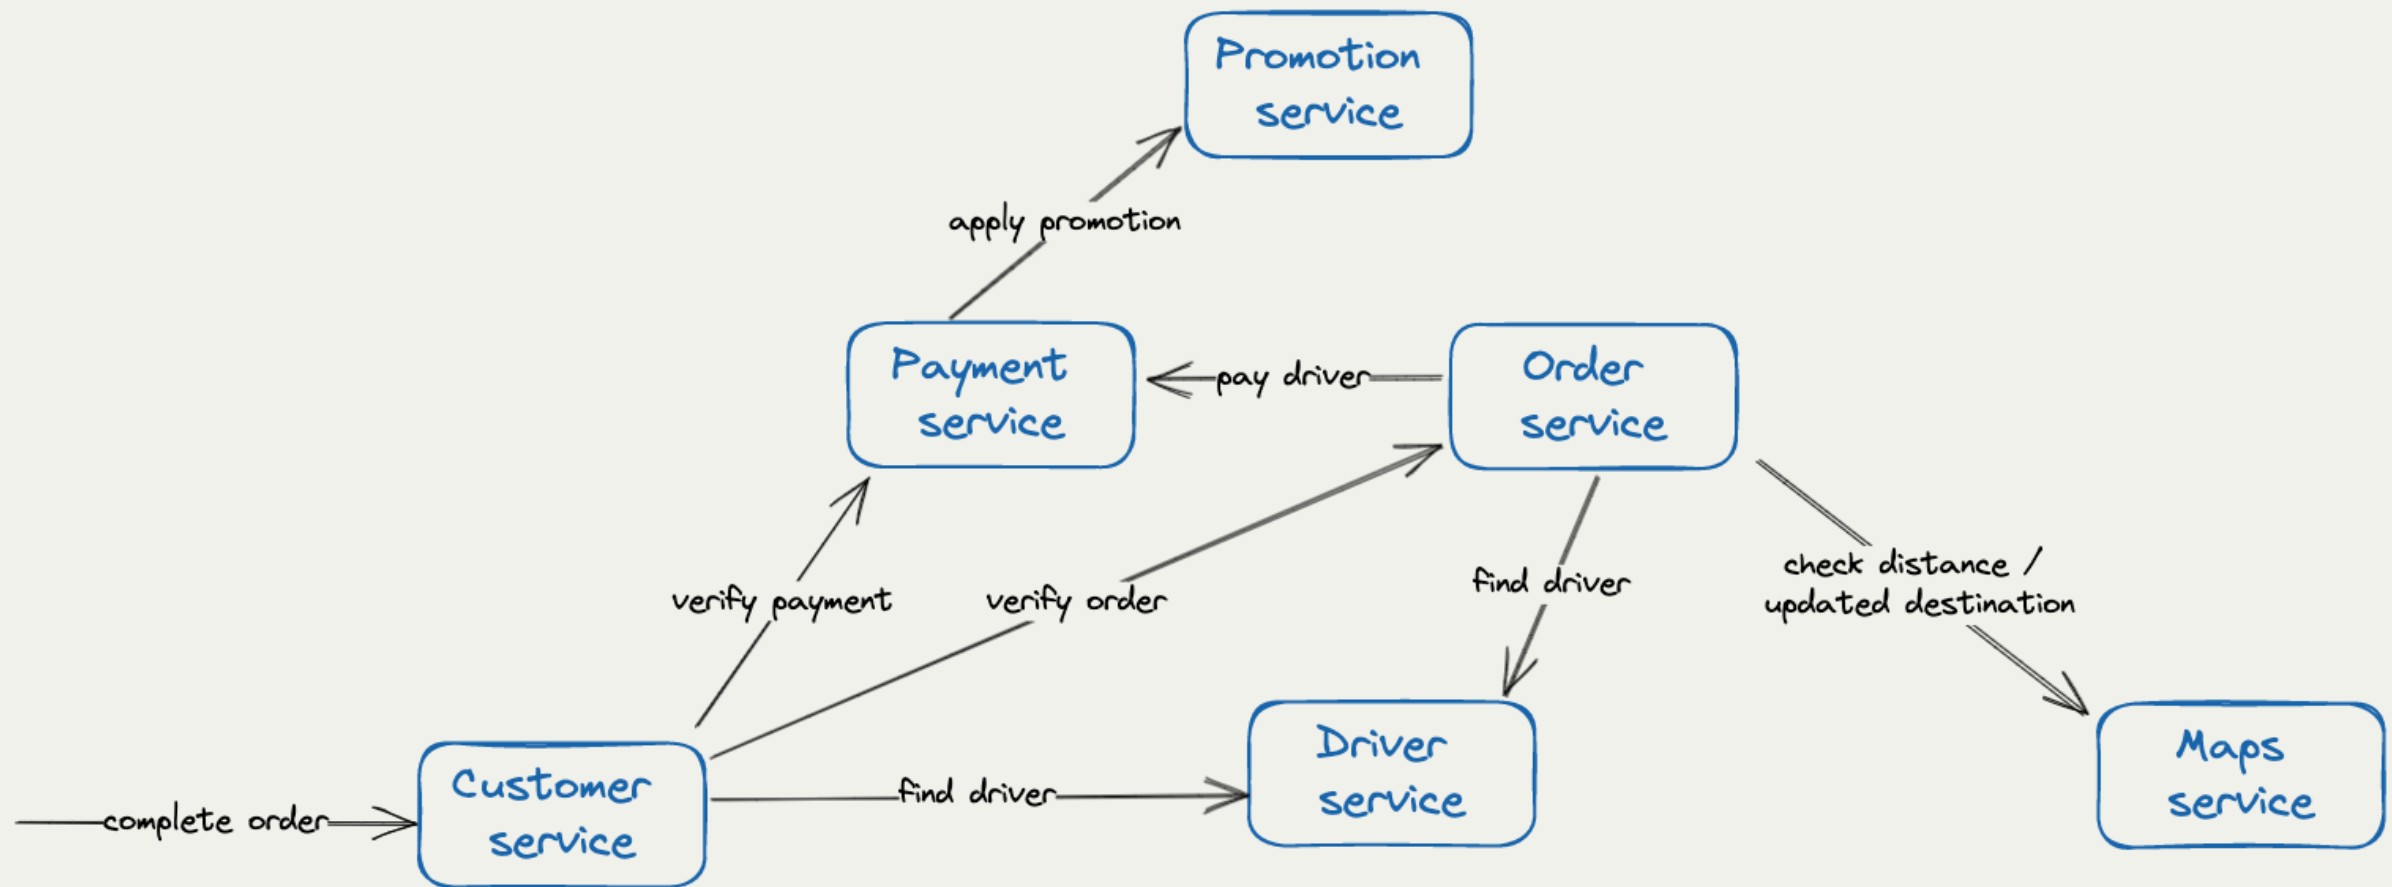 Promotion
service
apply promotion
Payment
service
pay driver
Order
service
verify payment
verify order
find driver
check distance /
updated destination
Customer
service
complete order
find driver
Driver
service
Maps
service